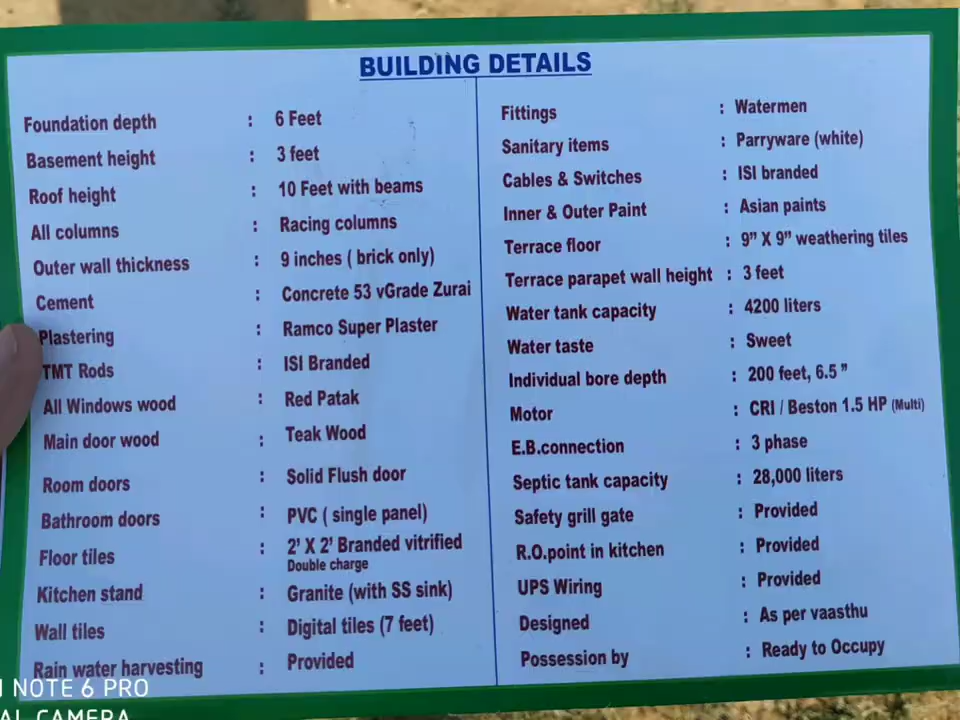 BUILDING DETAILS
Foundation depth : 6 Feet
Basement height : 3 feet
Roof height : 10 Feet with beams
All columns : Racing columns
Outer wall thickness : 9 inches ( brick only)
Cement : Concrete 53 vGrade Zurai
Plastering : Ramco Super Plaster
TMT Rods : ISI Branded
All Windows wood : Red Patak
Main door wood : Teak Wood
Room doors : Solid Flush door
Bathroom doors : PVC ( single panel)
Floor tiles : 2' X 2' Branded vitrified
Double charge
Kitchen stand : Granite (with SS sink)
Wall tiles : Digital tiles (7 feet)
Rain water harvesting : Provided
Fittings : Watermen
Sanitary items : Parryware (white)
Cables & Switches : ISI branded
Inner & Outer Paint : Asian paints
Terrace floor : 9" X 9" weathering tiles
Terrace parapet wall height : 3 feet
Water tank capacity : 4200 liters
Water taste : Sweet
Individual bore depth : 200 feet, 6.5 "
Motor : CRI / Beston 1.5 HP (Multi)
E.B.connection : 3 phase
Septic tank capacity : 28,000 liters
Safety grill gate : Provided
R.O.point in kitchen : Provided
UPS Wiring : Provided
Designed : As per vaasthu
Possession by : Ready to Occupy
NOTE 6 PRO
CAMERA